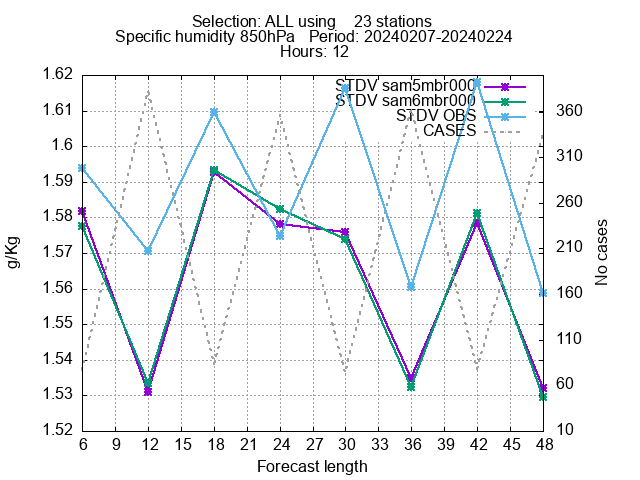 Selection: ALL using    23 stations
Specific humidity 850hPa   Period: 20240207-20240224
Hours: 12
STDV sam5mbr000
STDV sam6mbr000
STDV OBS
CASES
1.62
1.61
1.6
1.59
1.58
1.57
1.56
1.55
1.54
1.53
1.52
g/Kg
360
310
260
210
160
110
60
10
No cases
6 9 12 15 18 21 24 27 30 33 36 39 42 45 48
Forecast length